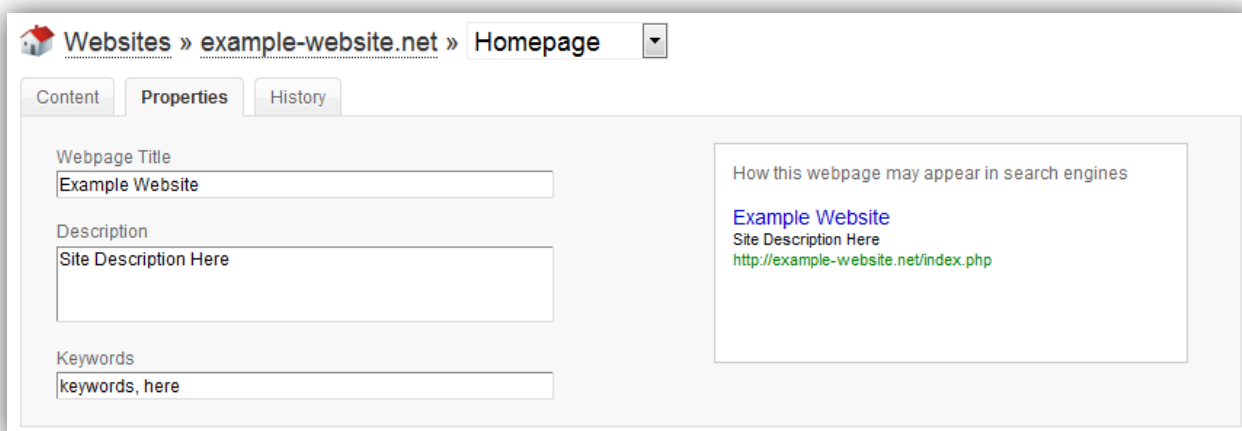 Websites » example-website.net » Homepage
Content Properties History
Webpage Title
Example Website
Description
Site Description Here
Keywords
keywords, here
How this webpage may appear in search engines
Example Website
Site Description Here
http://example-website.net/index.php